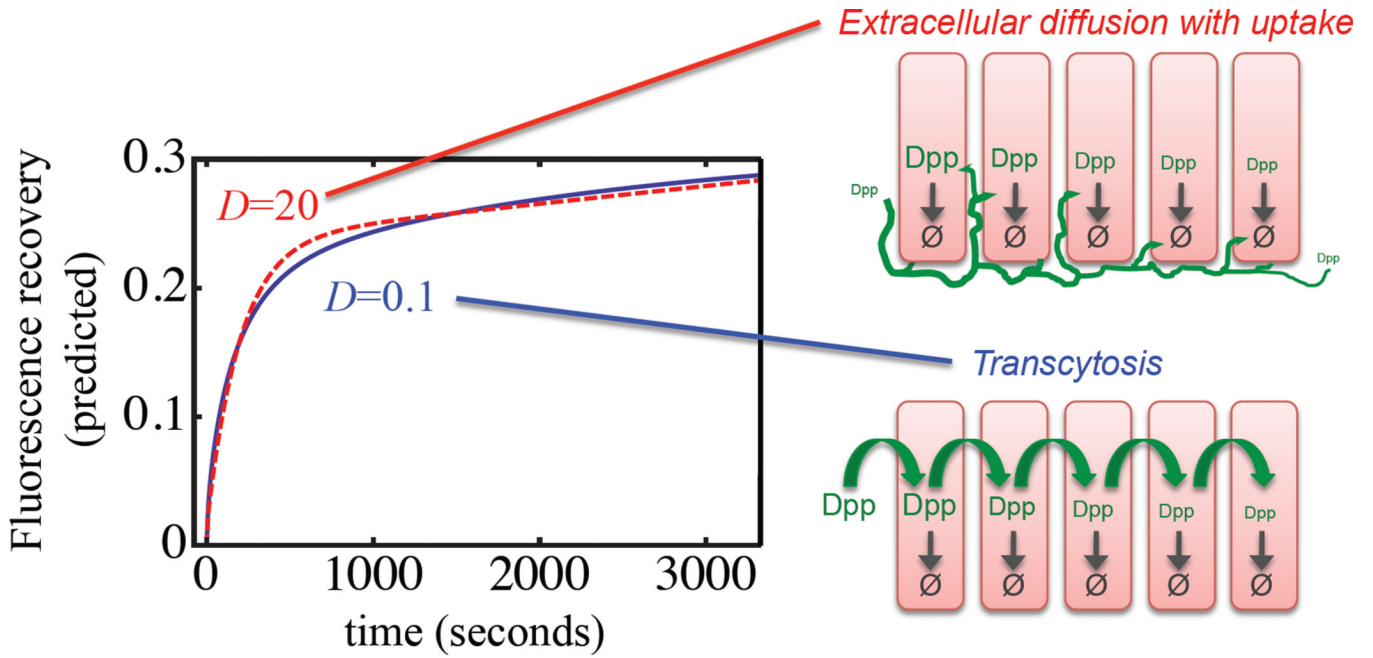 Extracellular diffusion with uptake
Fluorescence recovery
(predicted)
0.3
0.2
0.1
0
D=20
D=0.1
0
1000
2000
3000
time (seconds)
Dpp
Dpp
Dpp
Dpp
Dpp
Dpp
Ø
Ø
Ø
Ø
Ø
Dpp
Transcytosis
Dpp
Dpp
Dpp
Dpp
Dpp
Dpp
Ø
Ø
Ø
Ø
Ø